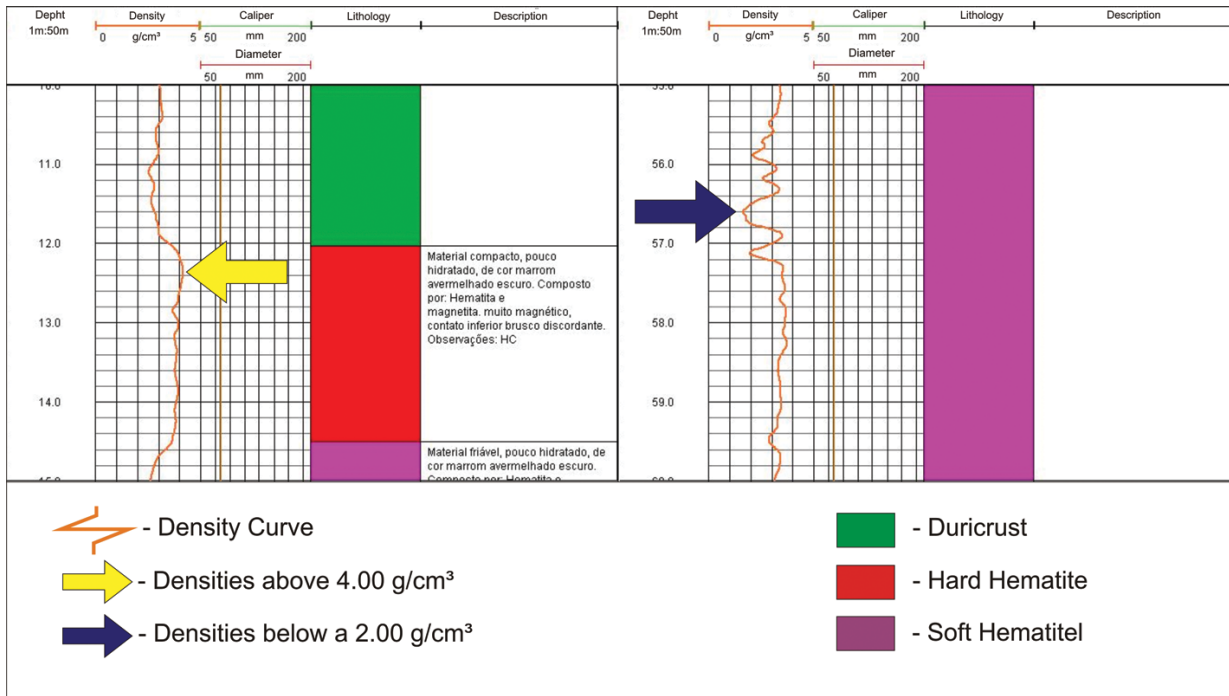 Depht
1m:50m
Density
0 g/cm³ 5
Caliper
50 mm 200
Diameter
50 mm 200
Lithology
Description
11.0
12.0
13.0
14.0
Material compacto, pouco
hidratado, de cor marrom
avermelhado escuro. Composto
por: Hematita e
magnetita. muito magnético,
contato inferior brusco discordante.
Observações: HC
Material friável, pouco hidratado, de
cor marrom avermelhado escuro.
Composto por: Hematita e
Depht
1m:50m
Density
0 g/cm³ 5
Caliper
50 mm 200
Diameter
50 mm 200
Lithology
Description
56.0
57.0
58.0
59.0
- Density Curve
- Densities above 4.00 g/cm³
- Densities below a 2.00 g/cm³
- Duricrust
- Hard Hematite
- Soft Hematitel